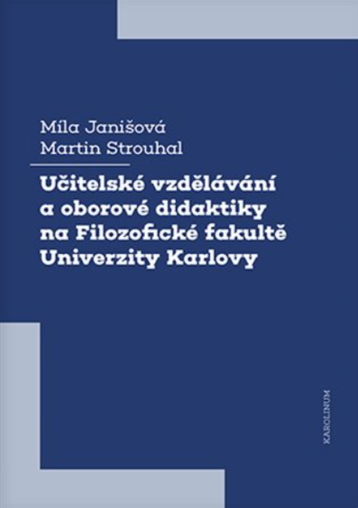 Míla Janišová
Martin Strouhal
Učitelské vzdělávání
a oborové didaktiky
na Filozofické fakultě
Univerzity Karlovy
KAROLINUM